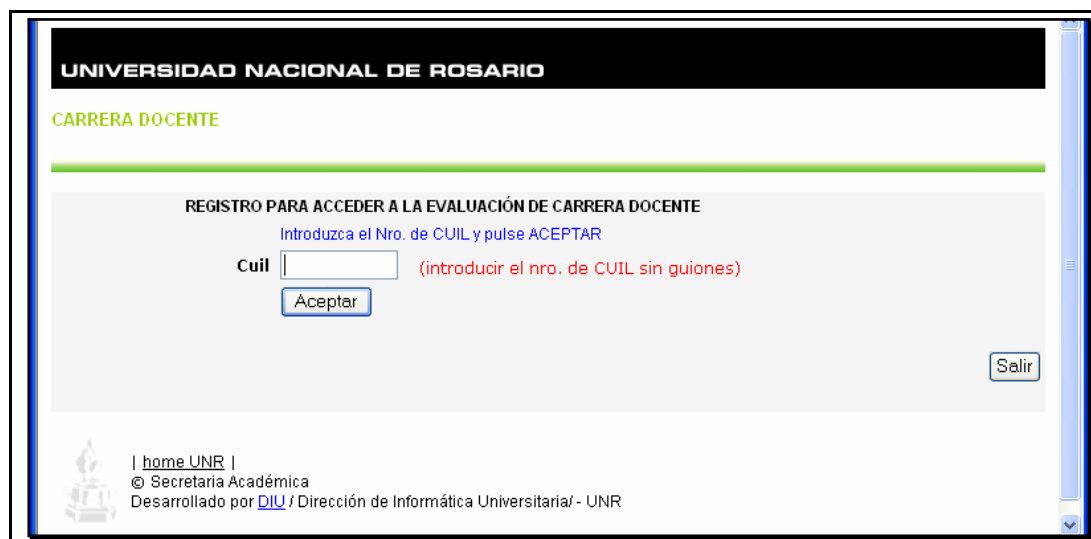 UNIVERSIDAD NACIONAL DE ROSARIO
CARRERA DOCENTE
REGISTRO PARA ACCEDER A LA EVALUACIÓN DE CARRERA DOCENTE
Introduzca el Nro. de CUIL y pulse ACEPTAR
Cuil (introducir el nro. de CUIL sin guiones)
Aceptar
Salir
| home UNR |
© Secretaria Académica
Desarrollado por DIU / Dirección de Informática Universitaria/ - UNR